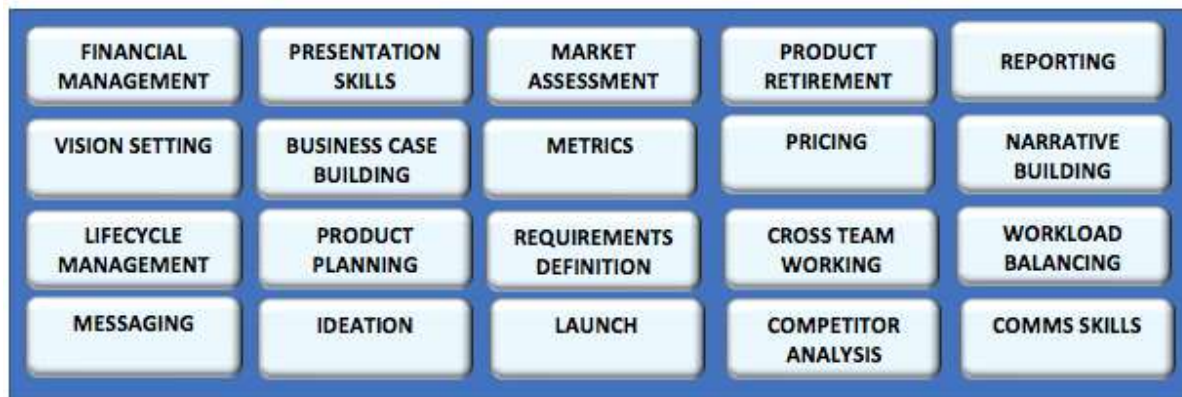 FINANCIAL
MANAGEMENT
PRESENTATION
SKILLS
MARKET
ASSESSMENT
PRODUCT
RETIREMENT
REPORTING
VISION SETTING
BUSINESS CASE
BUILDING
METRICS
PRICING
NARRATIVE
BUILDING
LIFECYCLE
MANAGEMENT
PRODUCT
PLANNING
REQUIREMENTS
DEFINITION
CROSS TEAM
WORKING
WORKLOAD
BALANCING
MESSAGING
IDEATION
LAUNCH
COMPETITOR
ANALYSIS
COMMS SKILLS